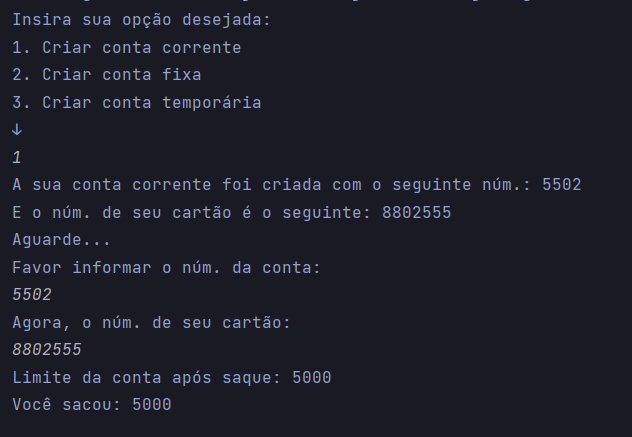 Insira sua opção desejada:
1. Criar conta corrente
2. Criar conta fixa
3. Criar conta temporária
↓
1
A sua conta corrente foi criada com o seguinte núm.: 5502
E o núm. de seu cartão é o seguinte: 8802555
Aguarde...
Favor informar o núm. da conta:
5502
Agora, o núm. de seu cartão:
8802555
Limite da conta após saque: 5000
Você sacou: 5000